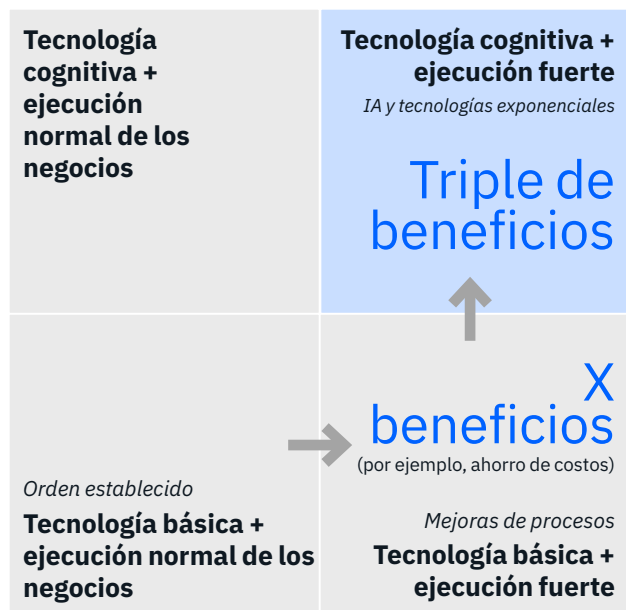 Tecnología
cognitiva +
ejecución
normal de los
negocios
Tecnología cognitiva +
ejecución fuerte
IA y tecnologías exponenciales
Triple de
beneficios
X
beneficios
(por ejemplo, ahorro de costos)
Orden establecido
Tecnología básica +
ejecución normal de los
negocios
Mejoras de procesos
Tecnología básica +
ejecución fuerte